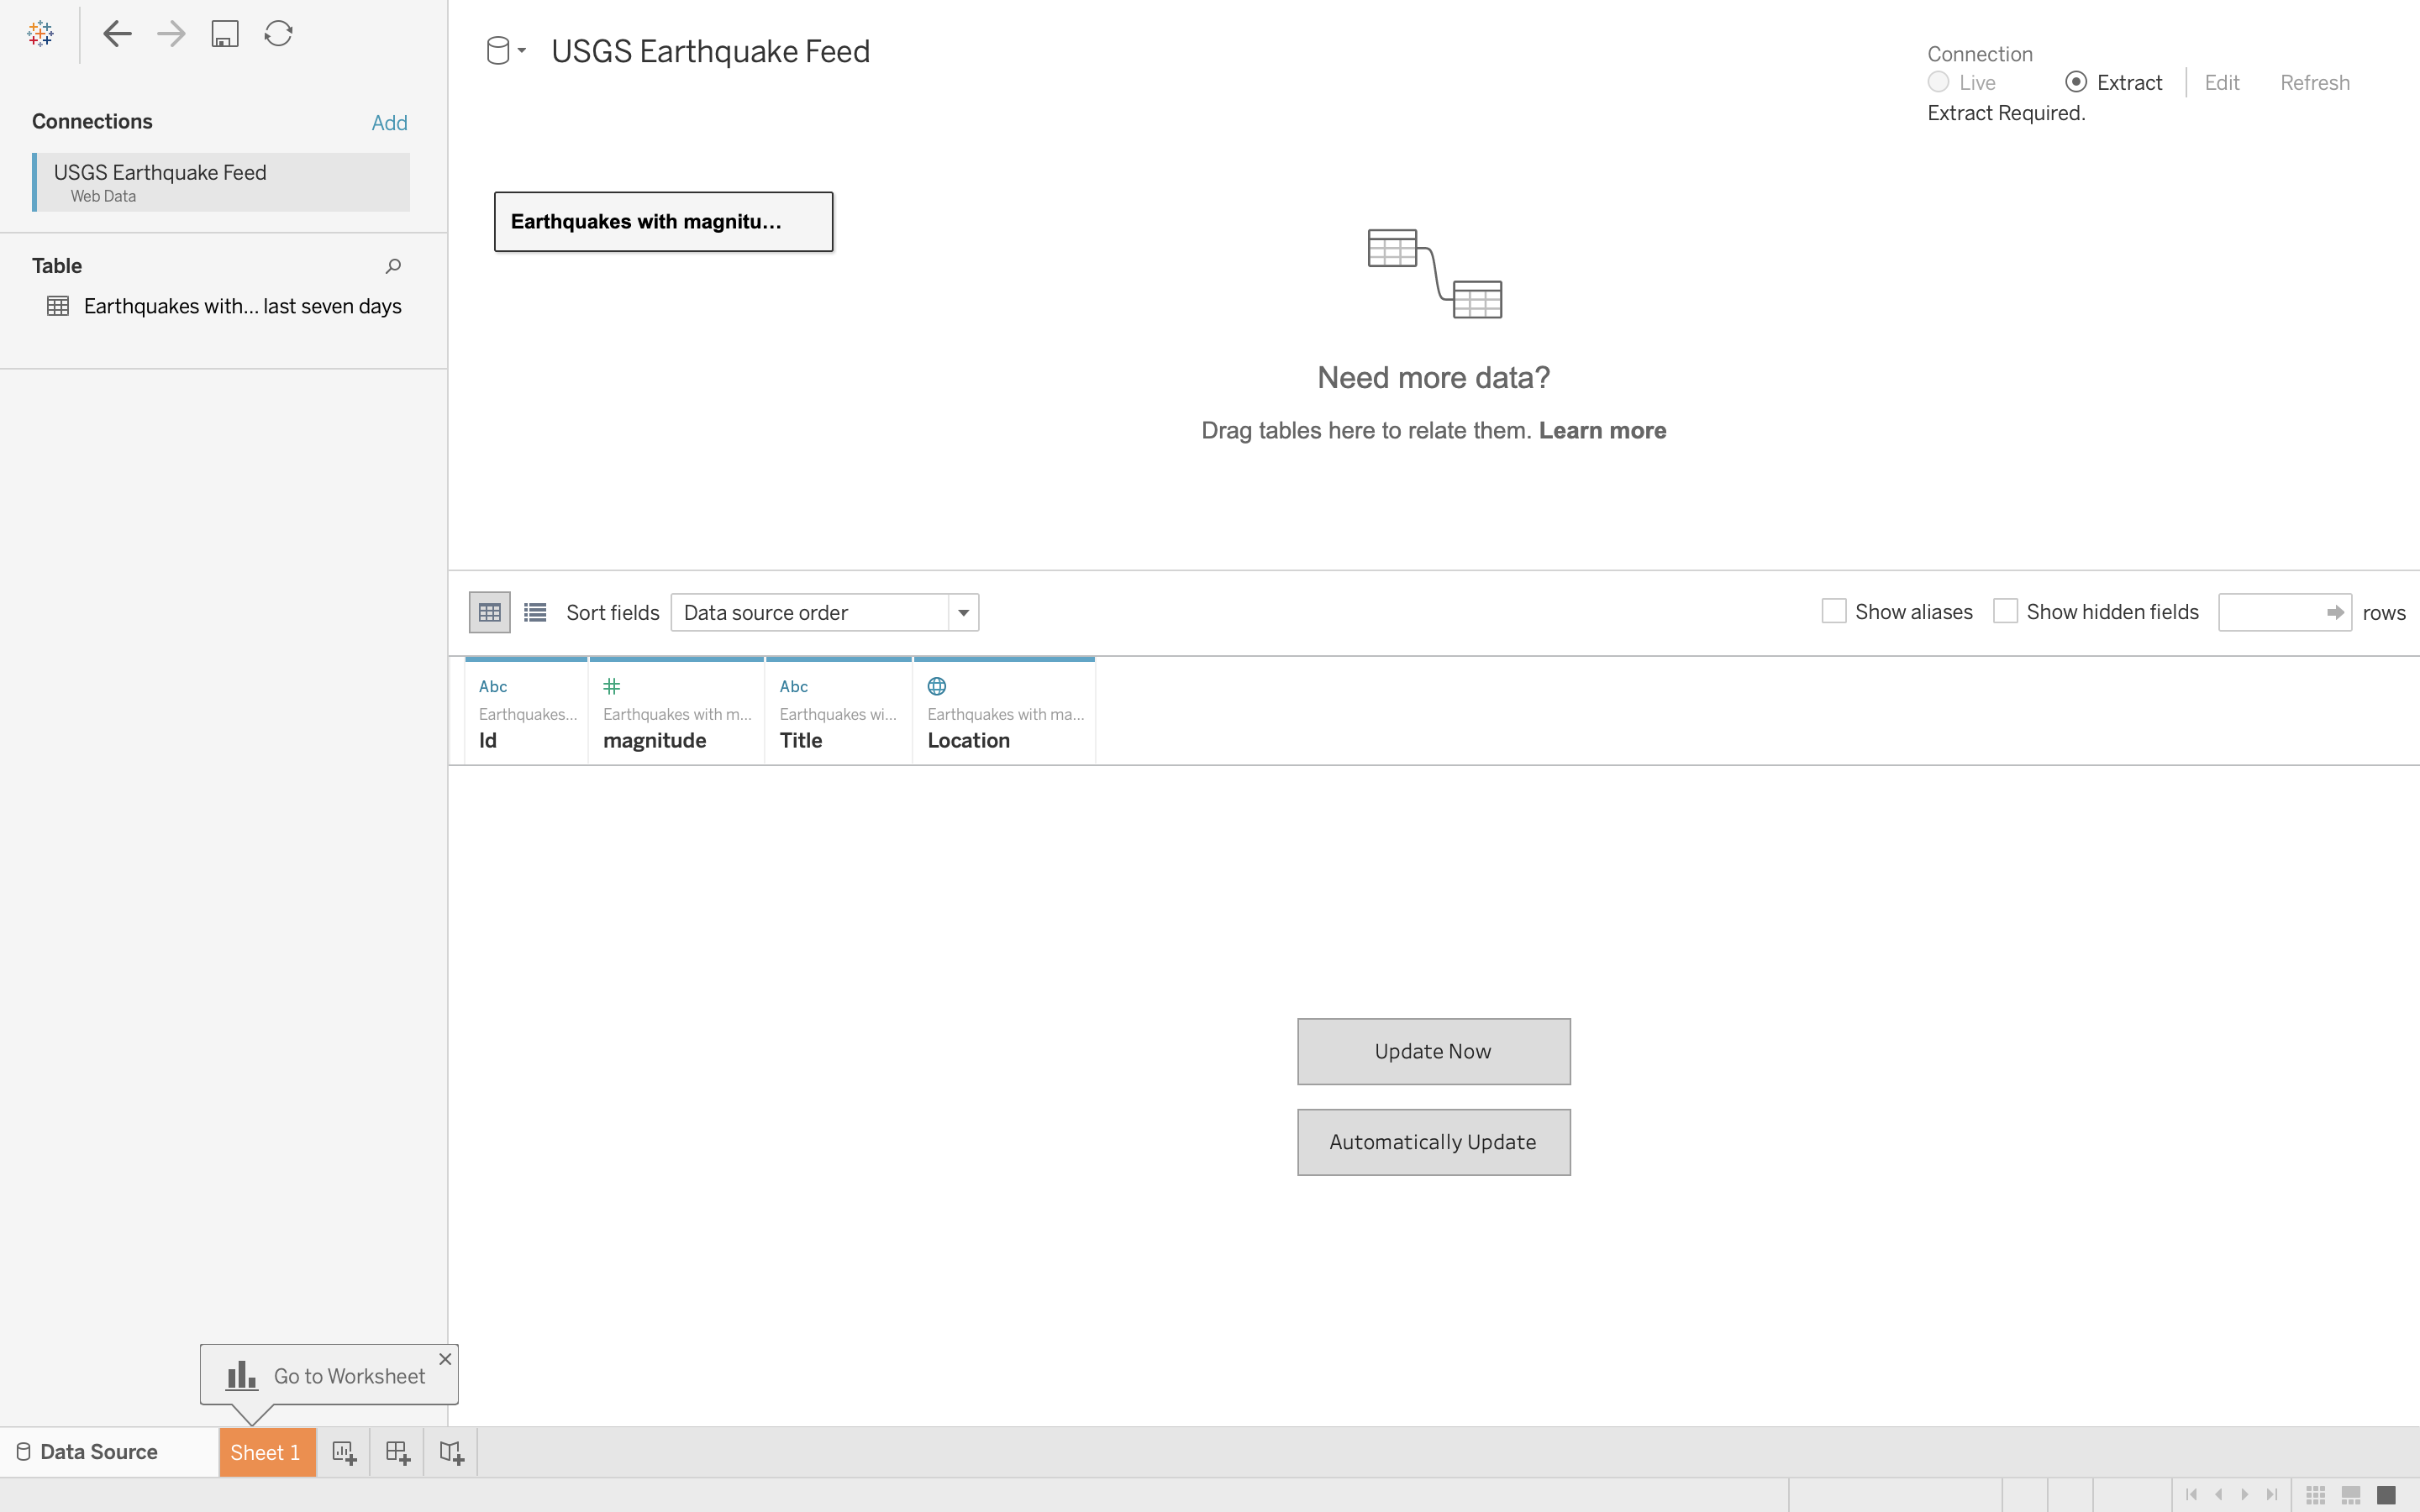 USGS Earthquake Feed
Connection
Live
Extract
Edit
Refresh
Extract Required.
Connections
Add
USGS Earthquake Feed
Web Data
Table
Earthquakes with... last seven days
Earthquakes with magnitu...
Need more data?
Drag tables here to relate them. Learn more
Sort fields
Data source order
Show aliases
Show hidden fields
rows
Abc
Earthquakes...
Id
#
Earthquakes with m...
magnitude
Abc
Earthquakes wi...
Title
Earthquakes with ma...
Location
Update Now
Automatically Update
Go to Worksheet
Data Source
Sheet 1